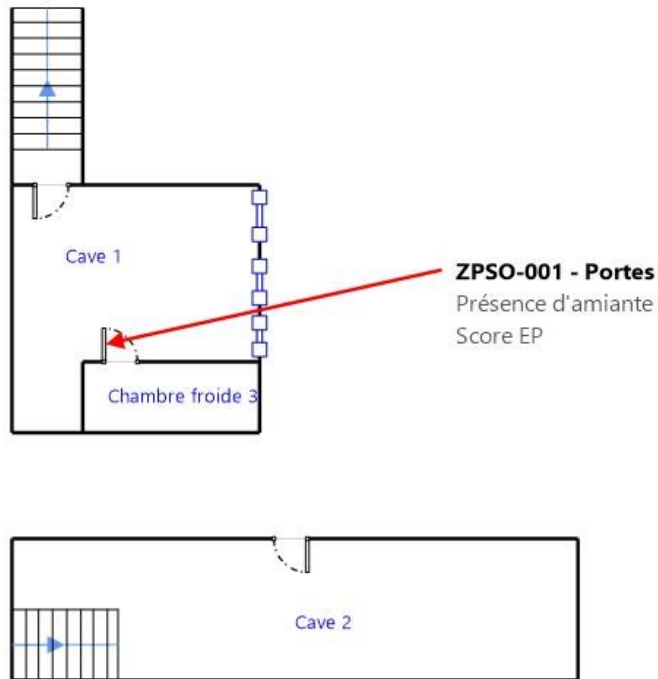 Cave 1
ZPSO-001 - Portes
Présence d'amiante
Score EP
Chambre froide 3
Cave 2